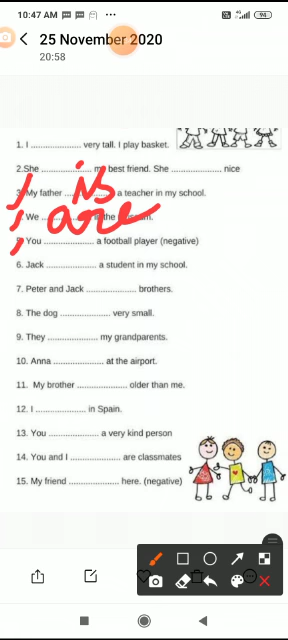 10:47 AM 94
25 November 2020
20:58
1. I ..................... very tall. I play basket.
2.She ..................... my best friend. She ..................... nice
3. My father ..................... a teacher in my school.
is
We ..................... in the museum.
are
5. You ..................... a football player (negative)
6. Jack ..................... a student in my school.
7. Peter and Jack ..................... brothers.
8. The dog ..................... very small.
9. They ..................... my grandparents.
10. Anna ..................... at the airport.
11. My brother ..................... older than me.
12. I ..................... in Spain.
13. You ..................... a very kind person
14. You and I ..................... are classmates
15. My friend ..................... here. (negative)